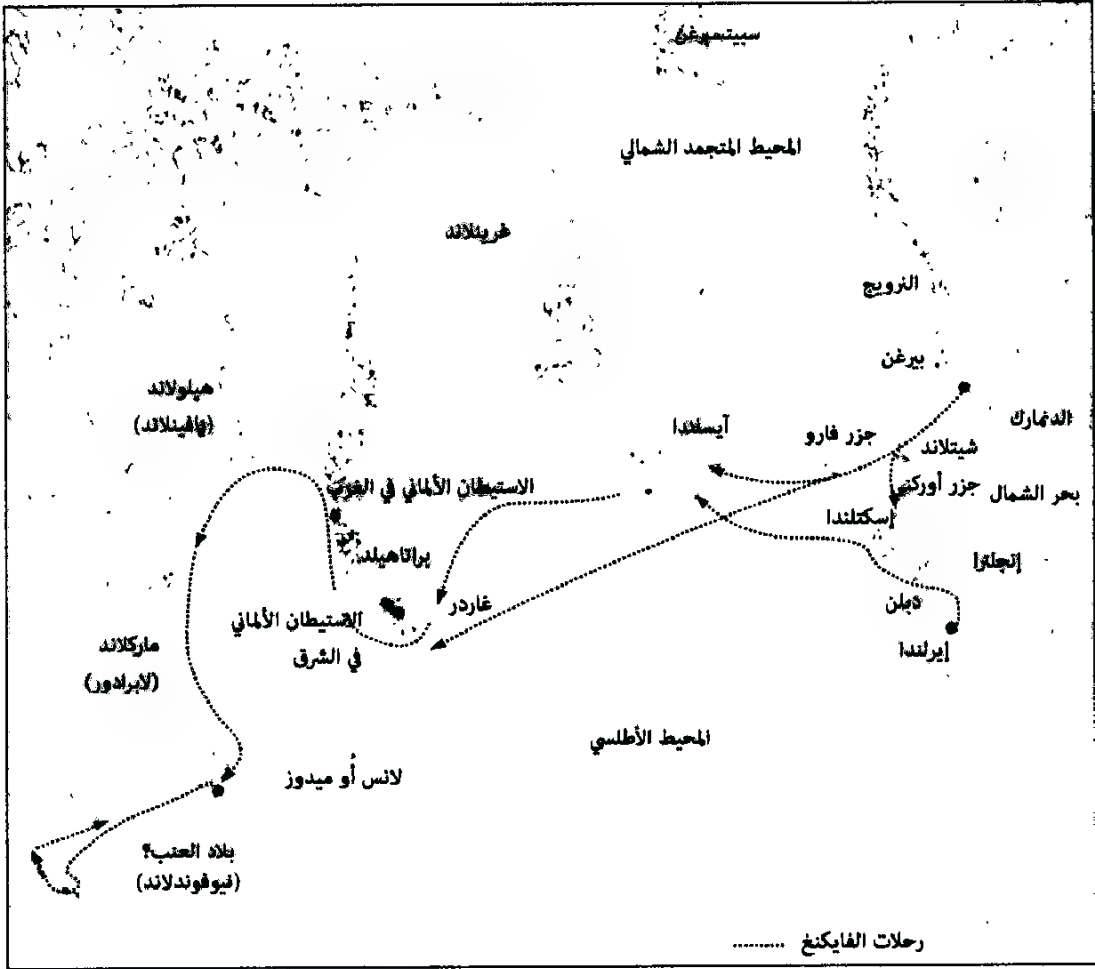 سبيتسبرغن
المحيط المتجمد الشمالي
غرينلاند
النرويج
بيرغن
هيلولاند
(بافينلاند)
الدنمارك
آيسلندا
جزر فارو
شيتلاند
الاستيطان الألماني في الغرب
جزر أوركني
بحر الشمال
إسكتلندا
براتاهيلد
إنجلترا
غاردر
دبلن
الاستيطان الألماني
في الشرق
إيرلندا
ماركلاند
(لابرادور)
المحيط الأطلسي
لانس أو ميدوز
بلاد العنب؟
(نيوفوندلاند)
رحلات الفايكنغ